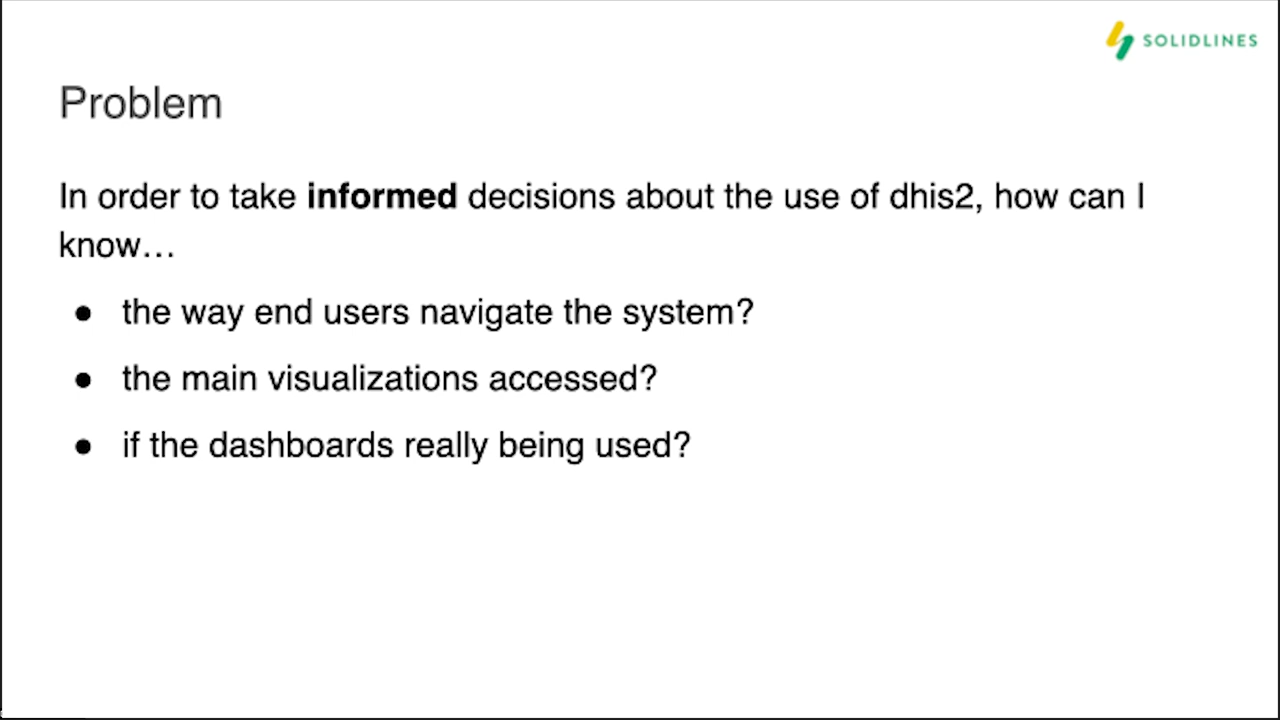 SOLIDLINES
Problem
In order to take informed decisions about the use of dhis2, how can I
know…
● the way end users navigate the system?
● the main visualizations accessed?
● if the dashboards really being used?